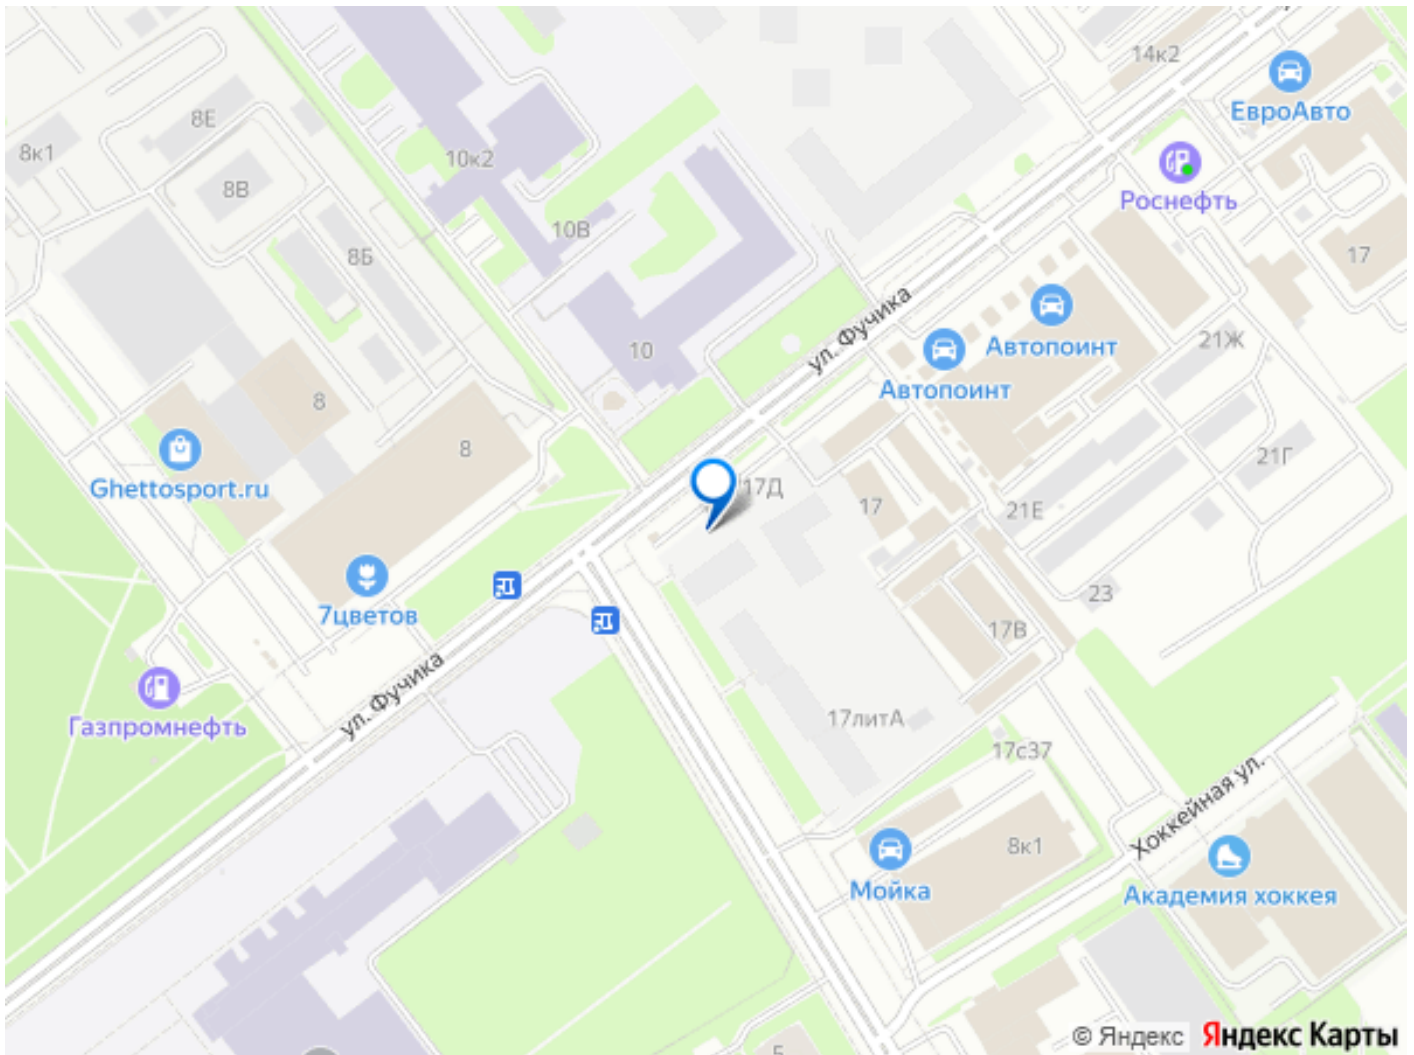 14к2
ЕвроАвто
8Е
8к1
10к2
8В
Роснефть
10В
8Б
17
ул. Фучика
Автопоинт
21Ж
10
Автопоинт
8
8
21Г
Ghettosport.ru
17Д
17
21Е
23
7цветов
17В
ул. Фучика
Газпромнефть
17литА
17с37
Хоккейная ул.
8к1
Мойка
Академия хоккея
© Яндекс Яндекс Карты